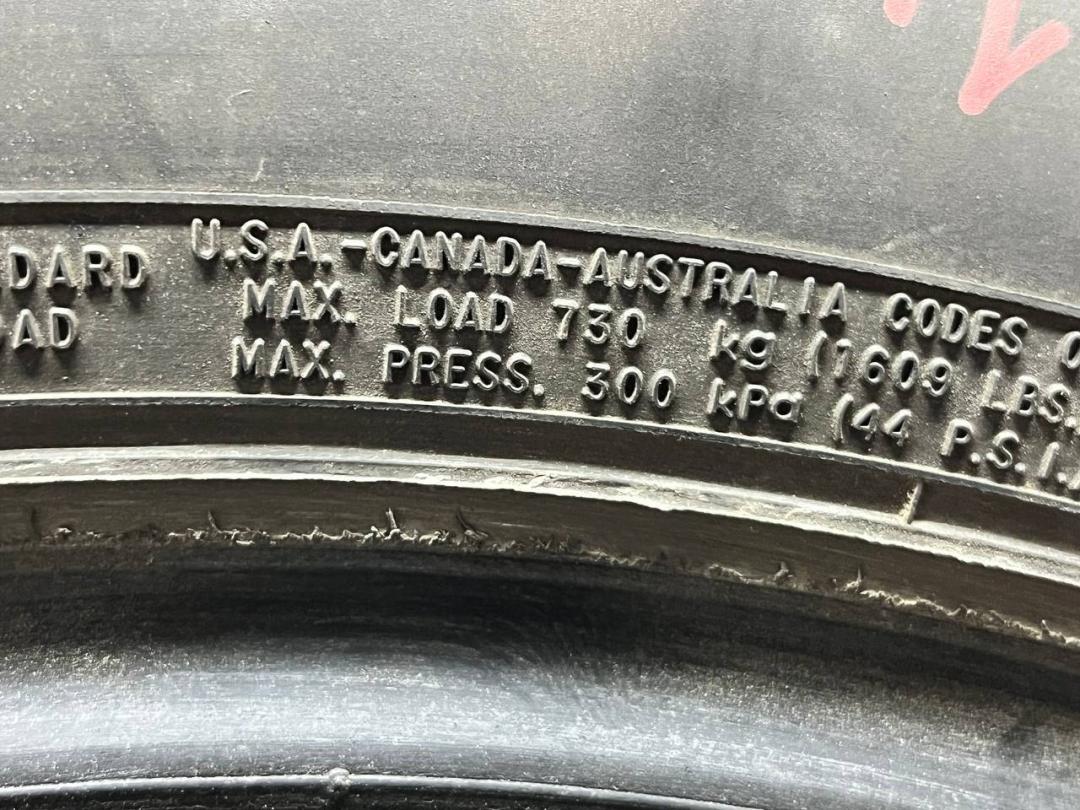 DARD
AD
U.S.A.-CANADA-AUSTRALIA CODES O
MAX. LOAD 730 kg (1609 LBS.
MAX. PRESS. 300 kPa (44 P.S.I.